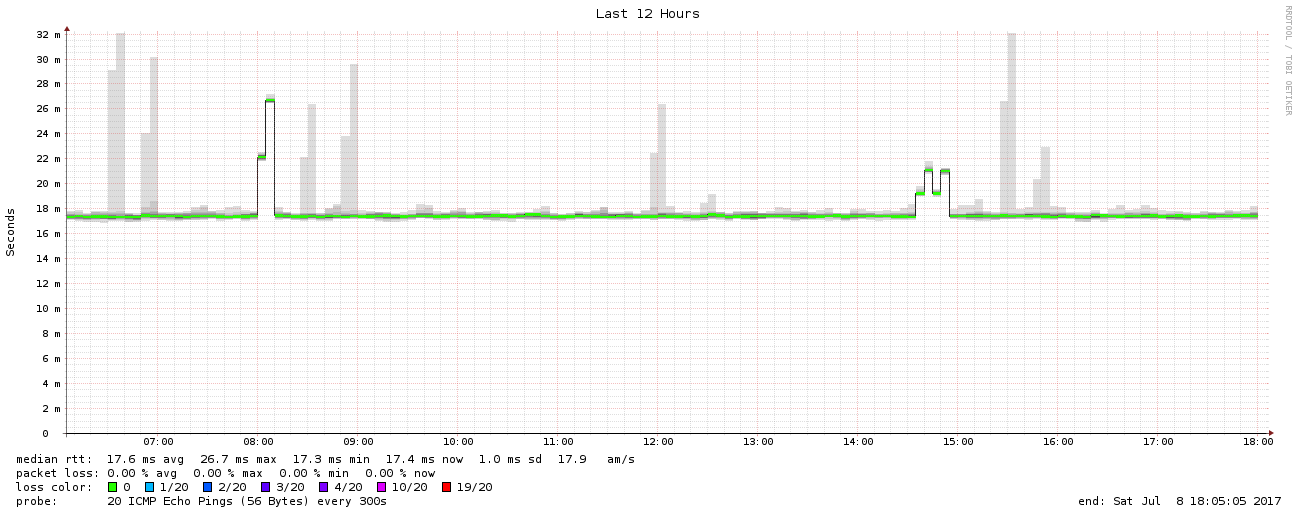 Last 12 Hours
RRDTOOL / TOBI OETIKER
Seconds
32 m
30 m
28 m
26 m
24 m
22 m
20 m
18 m
16 m
14 m
12 m
10 m
8 m
6 m
4 m
2 m
0
07:00 08:00 09:00 10:00 11:00 12:00 13:00 14:00 15:00 16:00 17:00 18:00
median rtt: 17.6 ms avg 26.7 ms max 17.3 ms min 17.4 ms now 1.0 ms sd 17.9 am/s
packet loss: 0.00 % avg 0.00 % max 0.00 % min 0.00 % now
loss color: 0 1/20 2/20 3/20 4/20 10/20 19/20
probe: 20 ICMP Echo Pings (56 Bytes) every 300s end: Sat Jul 8 18:05:05 2017